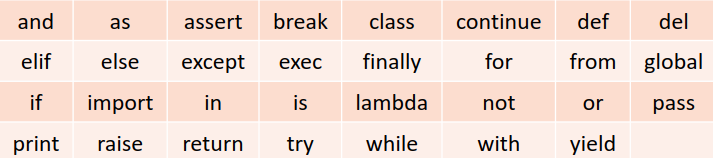 and as assert break class continue def del
elif else except exec finally for from global
if import in is lambda not or pass
print raise return try while with yield